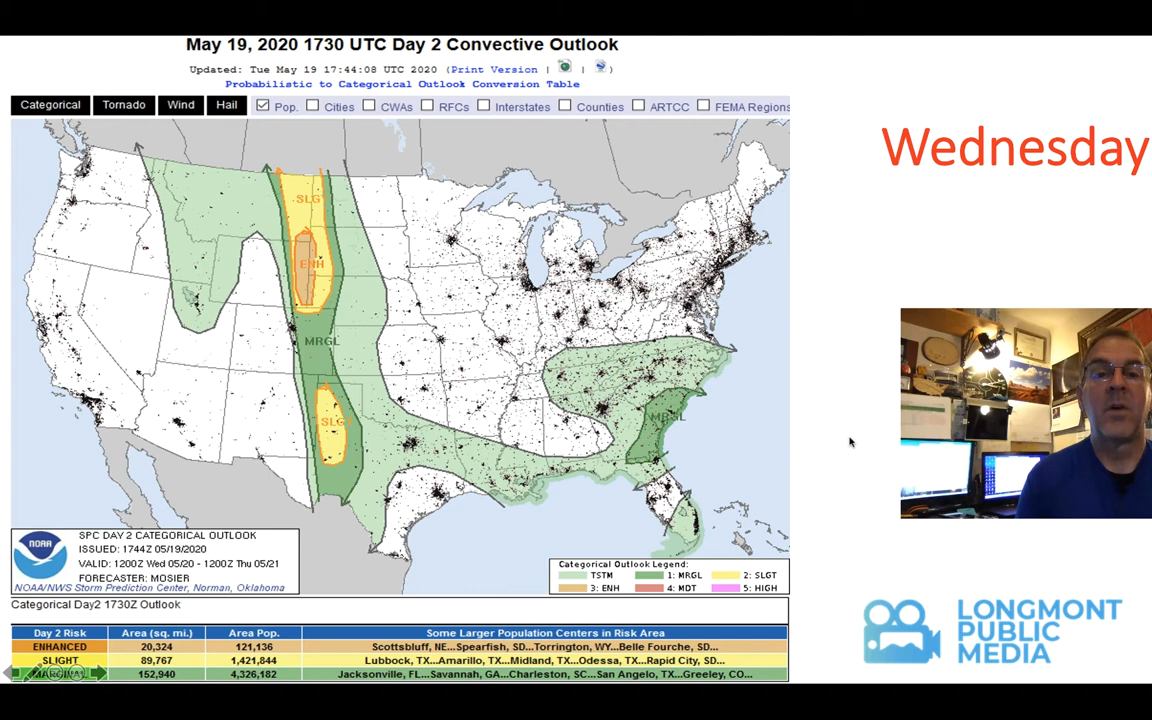 May 19, 2020 1730 UTC Day 2 Convective Outlook
Updated: Tue May 19 17:44:08 UTC 2020 (Print Version | | )
Probabilistic to Categorical Outlook Conversion Table
Categorical Tornado Wind Hail Pop. Cities CWAs RFCs Interstates Counties ARTCC FEMA Regions
Wednesday
SLGT
ENH
MRGL
SLGT
MRGL
NOAA
SPC DAY 2 CATEGORICAL OUTLOOK
ISSUED: 1744Z 05/19/2020
VALID: 1200Z Wed 05/20 - 1200Z Thu 05/21
FORECASTER: MOSIER
NOAA/NWS Storm Prediction Center, Norman, Oklahoma
Categorical Outlook Legend:
TSTM 1: MRGL 2: SLGT
3: ENH 4: MDT 5: HIGH
Categorical Day2 1730Z Outlook
Day 2 Risk Area (sq. mi.) Area Pop. Some Larger Population Centers in Risk Area
ENHANCED 20,324 121,136 Scottsbluff, NE...Spearfish, SD...Torrington, WY...Belle Fourche, SD...
SLIGHT 89,767 1,421,844 Lubbock, TX...Amarillo, TX...Midland, TX...Odessa, TX...Rapid City, SD...
MARGINAL 152,940 4,326,182 Jacksonville, FL...Savannah, GA...Charleston, SC...San Angelo, TX...Greeley, CO...
LONGMONT
PUBLIC
MEDIA